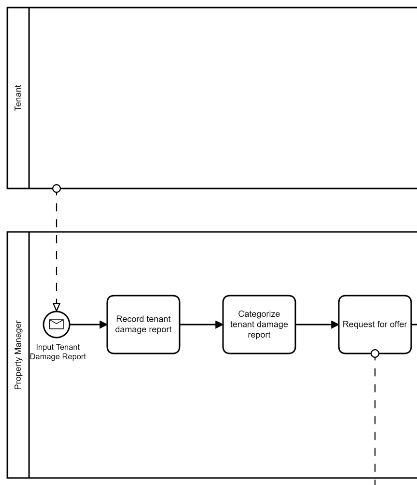 Tenant
Property Manager
Input Tenant
Damage Report
Record tenant
damage report
Categorize
tenant damage
report
Request for offer